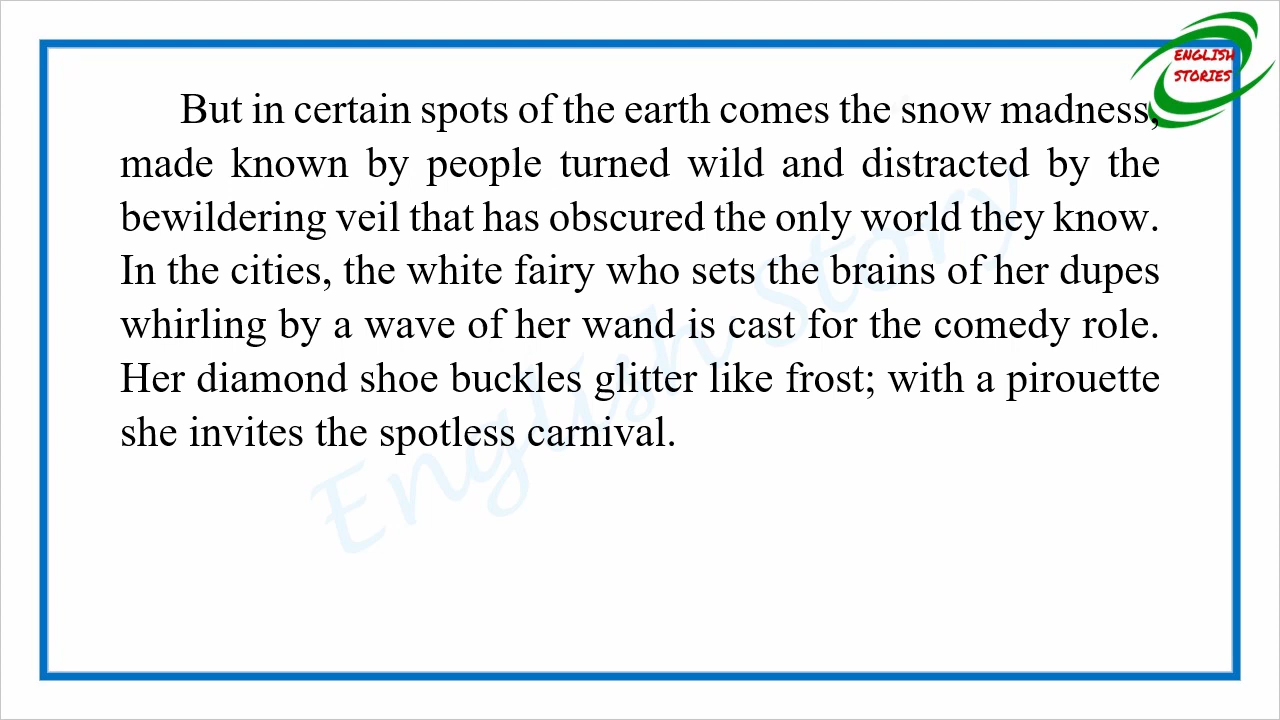 ENGLISH
STORIES
But in certain spots of the earth comes the snow madness,
made known by people turned wild and distracted by the
bewildering veil that has obscured the only world they know.
In the cities, the white fairy who sets the brains of her dupes
whirling by a wave of her wand is cast for the comedy role.
Her diamond shoe buckles glitter like frost; with a pirouette
she invites the spotless carnival.
English Story